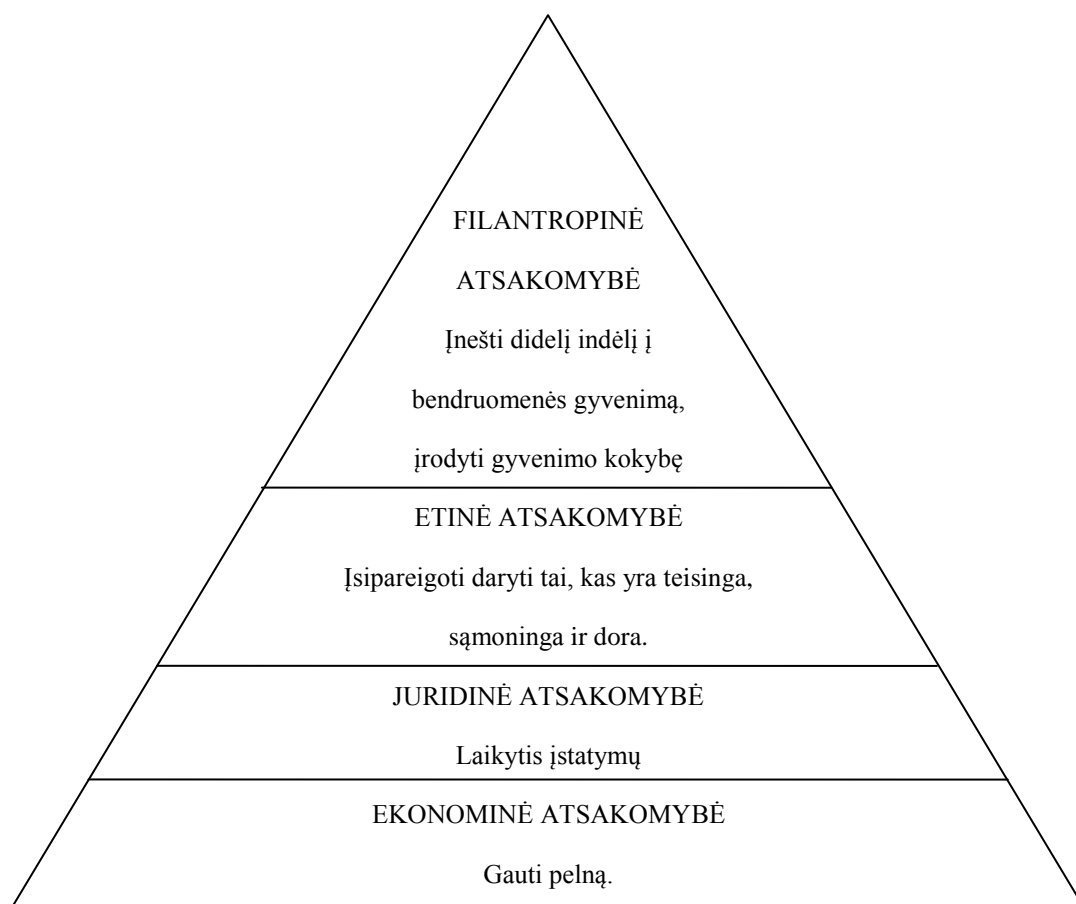 FILANTROPINĖ
ATSAKOMYBĖ
Įnešti didelį indėlį į
bendruomenės gyvenimą,
įrodyti gyvenimo kokybę
ETINĖ ATSAKOMYBĖ
Įsipareigoti daryti tai, kas yra teisinga,
sąmoninga ir dora.
JURIDINĖ ATSAKOMYBĖ
Laikytis įstatymų
EKONOMINĖ ATSAKOMYBĖ
Gauti pelną.